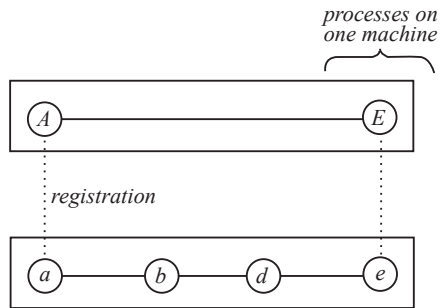 processes on
one machine
A E
registration
a b d e